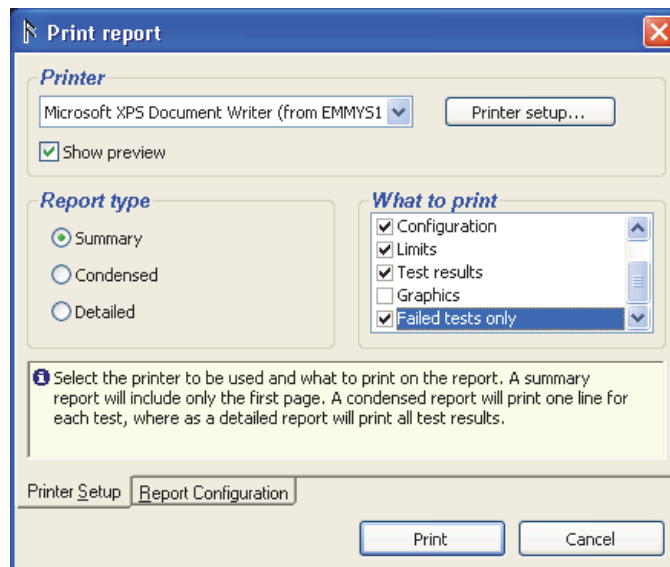 Print report
Printer
Microsoft XPS Document Writer (from EMMYS1
Printer setup...
Show preview
Report type
Summary
Condensed
Detailed
What to print
Configuration
Limits
Test results
Graphics
Failed tests only
Select the printer to be used and what to print on the report. A summary
report will include only the first page. A condensed report will print one line for
each test, where as a detailed report will print all test results.
Printer Setup
Report Configuration
Print
Cancel